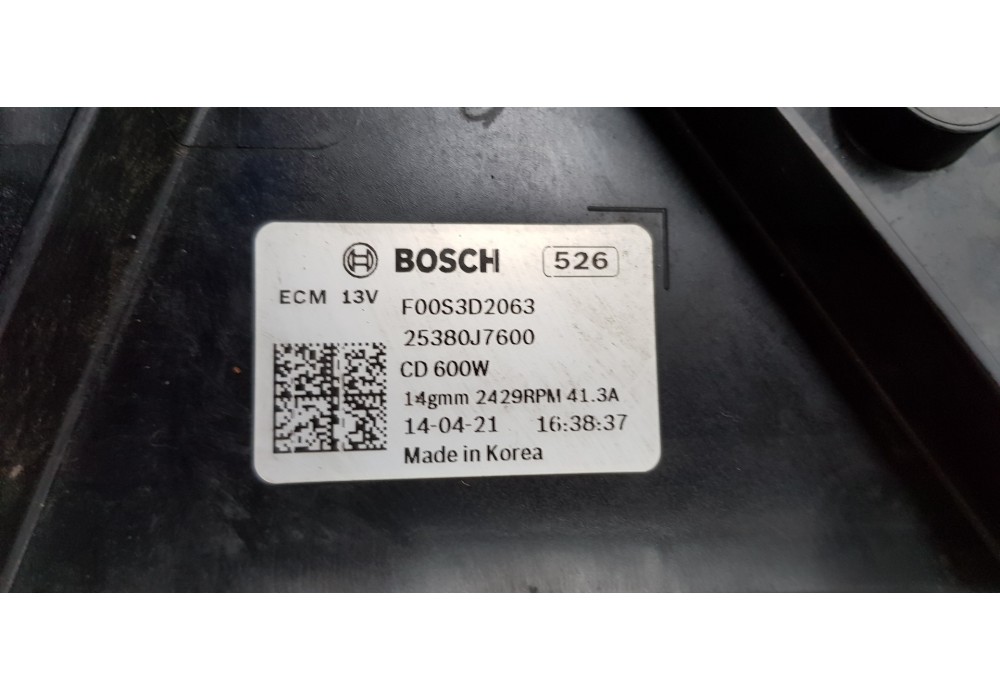 BOSCH 526
ECM 13V F00S3D2063
25380J7600
CD 600W
14gmm 2429RPM 41.3A
14-04-21 16:38:37
Made in Korea